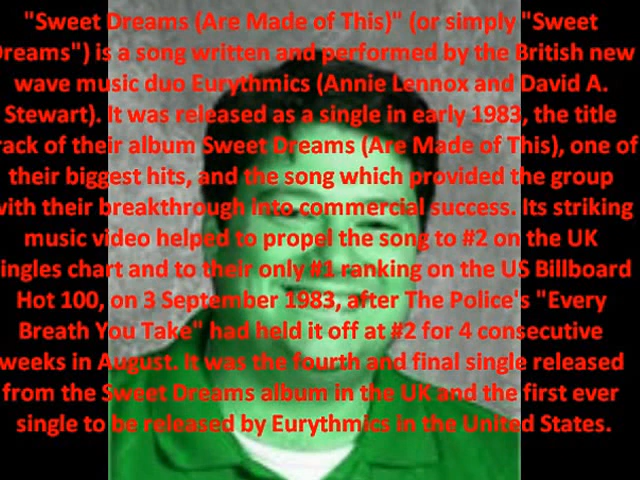 "Sweet Dreams (Are Made of This)" (or simply "Sweet
Dreams") is a song written and performed by the British new
wave music duo Eurythmics (Annie Lennox and David A.
Stewart). It was released as a single in early 1983, the title
rack of their album Sweet Dreams (Are Made of This), one of
their biggest hits, and the song which provided the group
with their breakthrough into commercial success. Its striking
music video helped to propel the song to #2 on the UK
ingles chart and to their only #1 ranking on the US Billboard
Hot 100, on 3 September 1983, after The Police's "Every
Breath You Take" had held it off at #2 for 4 consecutive
weeks in August. It was the fourth and final single released
from the Sweet Dreams album in the UK and the first ever
single to be released by Eurythmics in the United States.